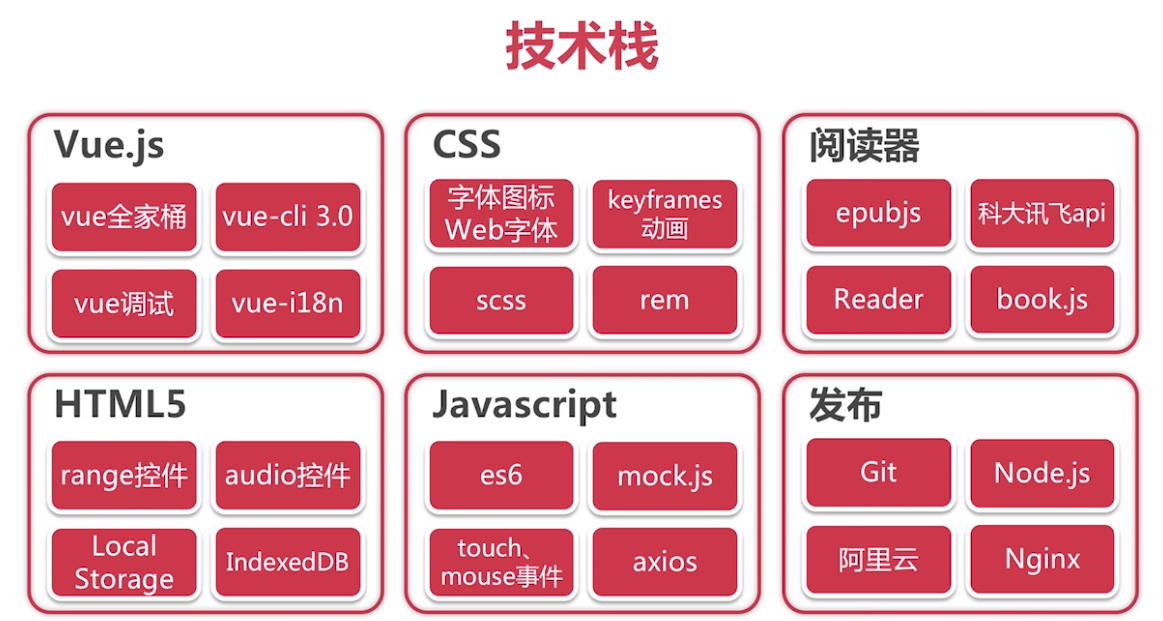 技术栈
Vue.js
vue全家桶
vue-cli 3.0
vue调试
vue-i18n
CSS
字体图标
Web字体
keyframes
动画
scss
rem
阅读器
epubjs
科大讯飞api
Reader
book.js
HTML5
range控件
audio控件
Local
Storage
IndexedDB
Javascript
es6
mock.js
touch、
mouse事件
axios
发布
Git
Node.js
阿里云
Nginx